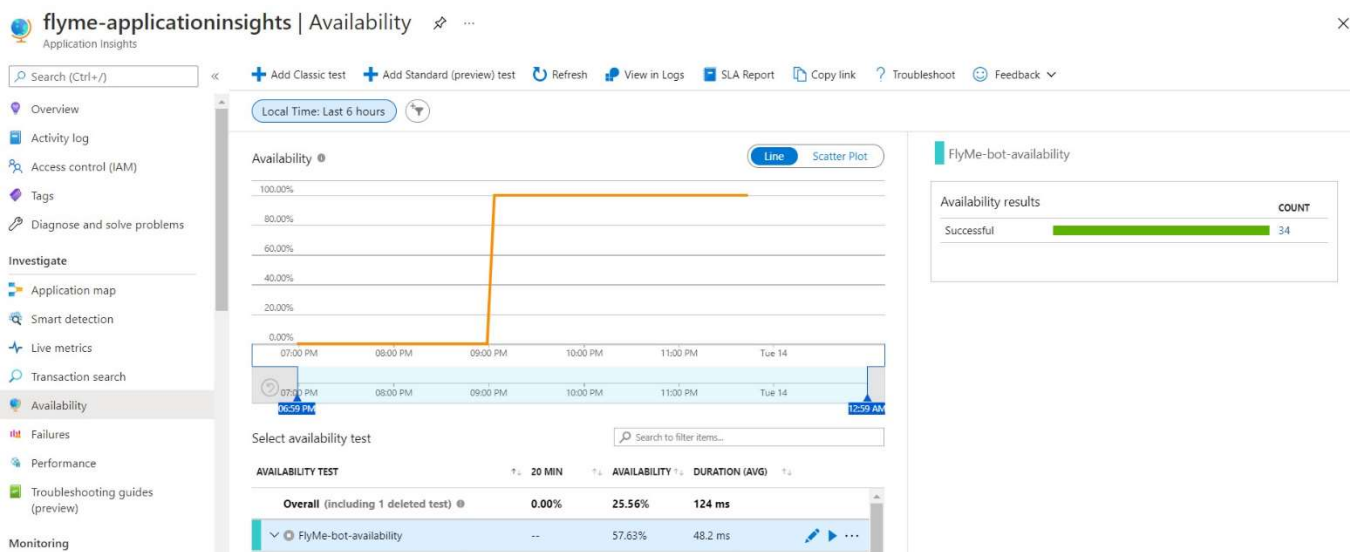 flyme-applicationinsights | Availability
Application Insights
Search (Ctrl+/)
Overview
Activity log
Access control (IAM)
Tags
Diagnose and solve problems
Investigate
Application map
Smart detection
Live metrics
Transaction search
Availability
Failures
Performance
Troubleshooting guides
(preview)
Monitoring
Add Classic test Add Standard (preview) test Refresh View in Logs SLA Report Copy link Troubleshoot Feedback
Local Time: Last 6 hours
Availability
Line Scatter Plot
100.00%
80.00%
60.00%
40.00%
20.00%
0.00%
07:00 PM 08:00 PM 09:00 PM 10:00 PM 11:00 PM Tue 14
07:00 PM 08:00 PM 09:00 PM 10:00 PM 11:00 PM Tue 14
06:59 PM 12:59 AM
Select availability test Search to filter items...
AVAILABILITY TEST 20 MIN AVAILABILITY DURATION (AVG)
Overall (including 1 deleted test) 0.00% 25.56% 124 ms
FlyMe-bot-availability -- 57.63% 48.2 ms
FlyMe-bot-availability
Availability results COUNT
Successful 34